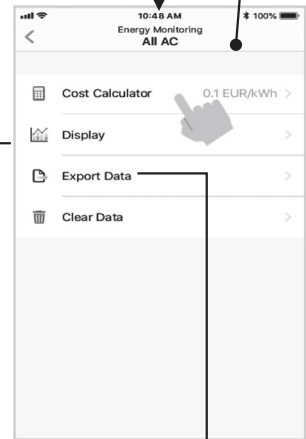 10:48 AM 100%
Energy Monitoring
All AC
Cost Calculator 0.1 EUR/kWh >
Display >
Export Data >
Clear Data >